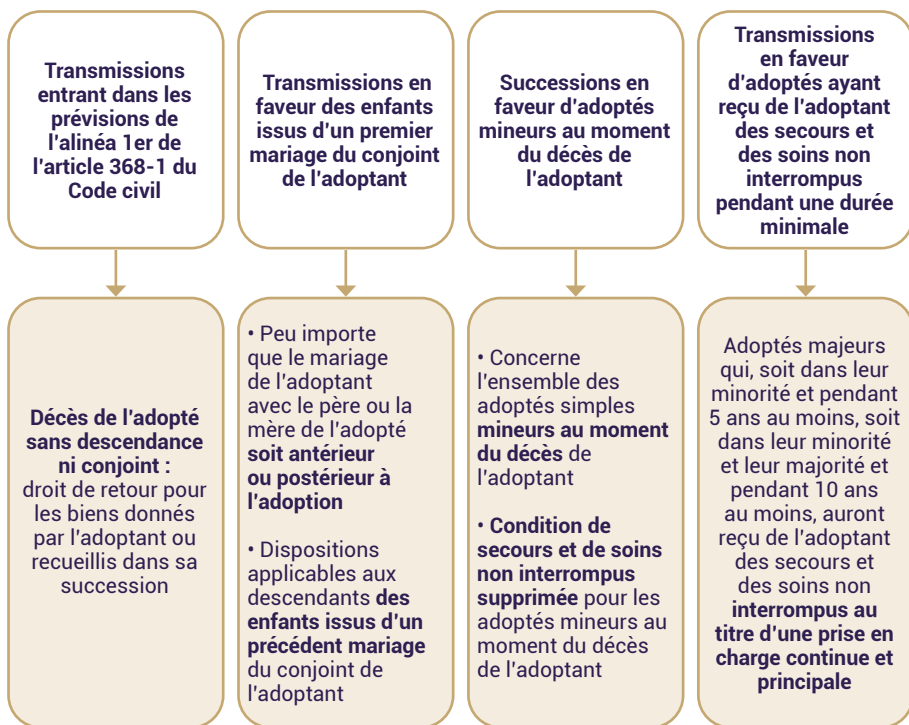 Transmissions
entrant dans les
prévisions de
l'alinéa 1er de
l'article 368-1 du
Code civil
Transmissions en
faveur des enfants
issus d'un premier
mariage du conjoint
de l'adoptant
Successions en
faveur d'adoptés
mineurs au moment
du décès de
l'adoptant
Transmissions
en faveur
d'adoptés ayant
reçu de l'adoptant
des secours et
des soins non
interrompus
pendant une durée
minimale
Décès de l'adopté
sans descendance
ni conjoint :
droit de retour pour
les biens donnés
par l'adoptant ou
recueillis dans sa
succession
• Peu importe
que le mariage
de l'adoptant
avec le père ou la
mère de l'adopté
soit antérieur
ou postérieur à
l'adoption
• Dispositions
applicables aux
descendants des
enfants issus d'un
précédent mariage
du conjoint de
l'adoptant
• Concerne
l'ensemble des
adoptés simples
mineurs au moment
du décès de
l'adoptant
• Condition de
secours et de soins
non interrompus
supprimée pour les
adoptés mineurs au
moment du décès
de l'adoptant
Adoptés majeurs
qui, soit dans leur
minorité et pendant
5 ans au moins, soit
dans leur minorité
et leur majorité et
pendant 10 ans
au moins, auront
reçu de l'adoptant
des secours et
des soins non
interrompus au
titre d'une prise en
charge continue et
principale